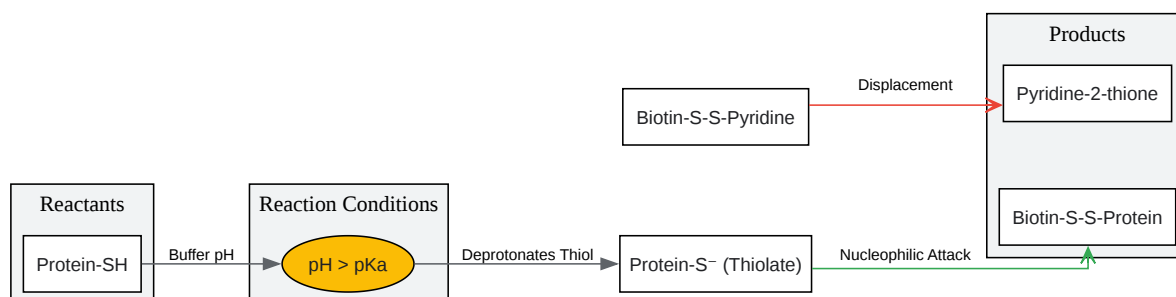 Products
Displacement
Pyridine-2-thione
Biotin-S-S-Pyridine
Reactants
Reaction Conditions
Biotin-S-S-Protein
Protein-SH
Buffer pH
pH > pKa
Deprotonates Thiol
Protein-S⁻ (Thiolate)
Nucleophilic Attack